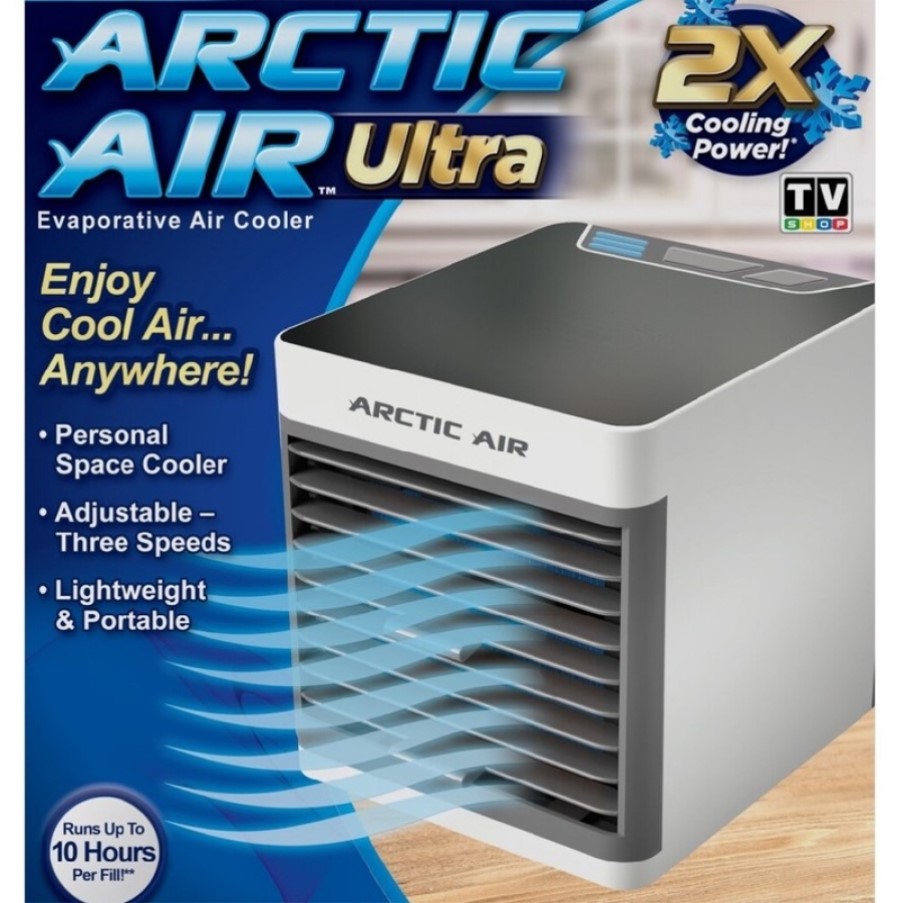 ARCTIC
AIR™ Ultra
Evaporative Air Cooler
2X
Cooling
Power!*
TV
SHOP
Enjoy
Cool Air...
Anywhere!
• Personal
Space Cooler
• Adjustable –
Three Speeds
• Lightweight
& Portable
ARCTIC AIR
Runs Up To
10 Hours
Per Fill!**